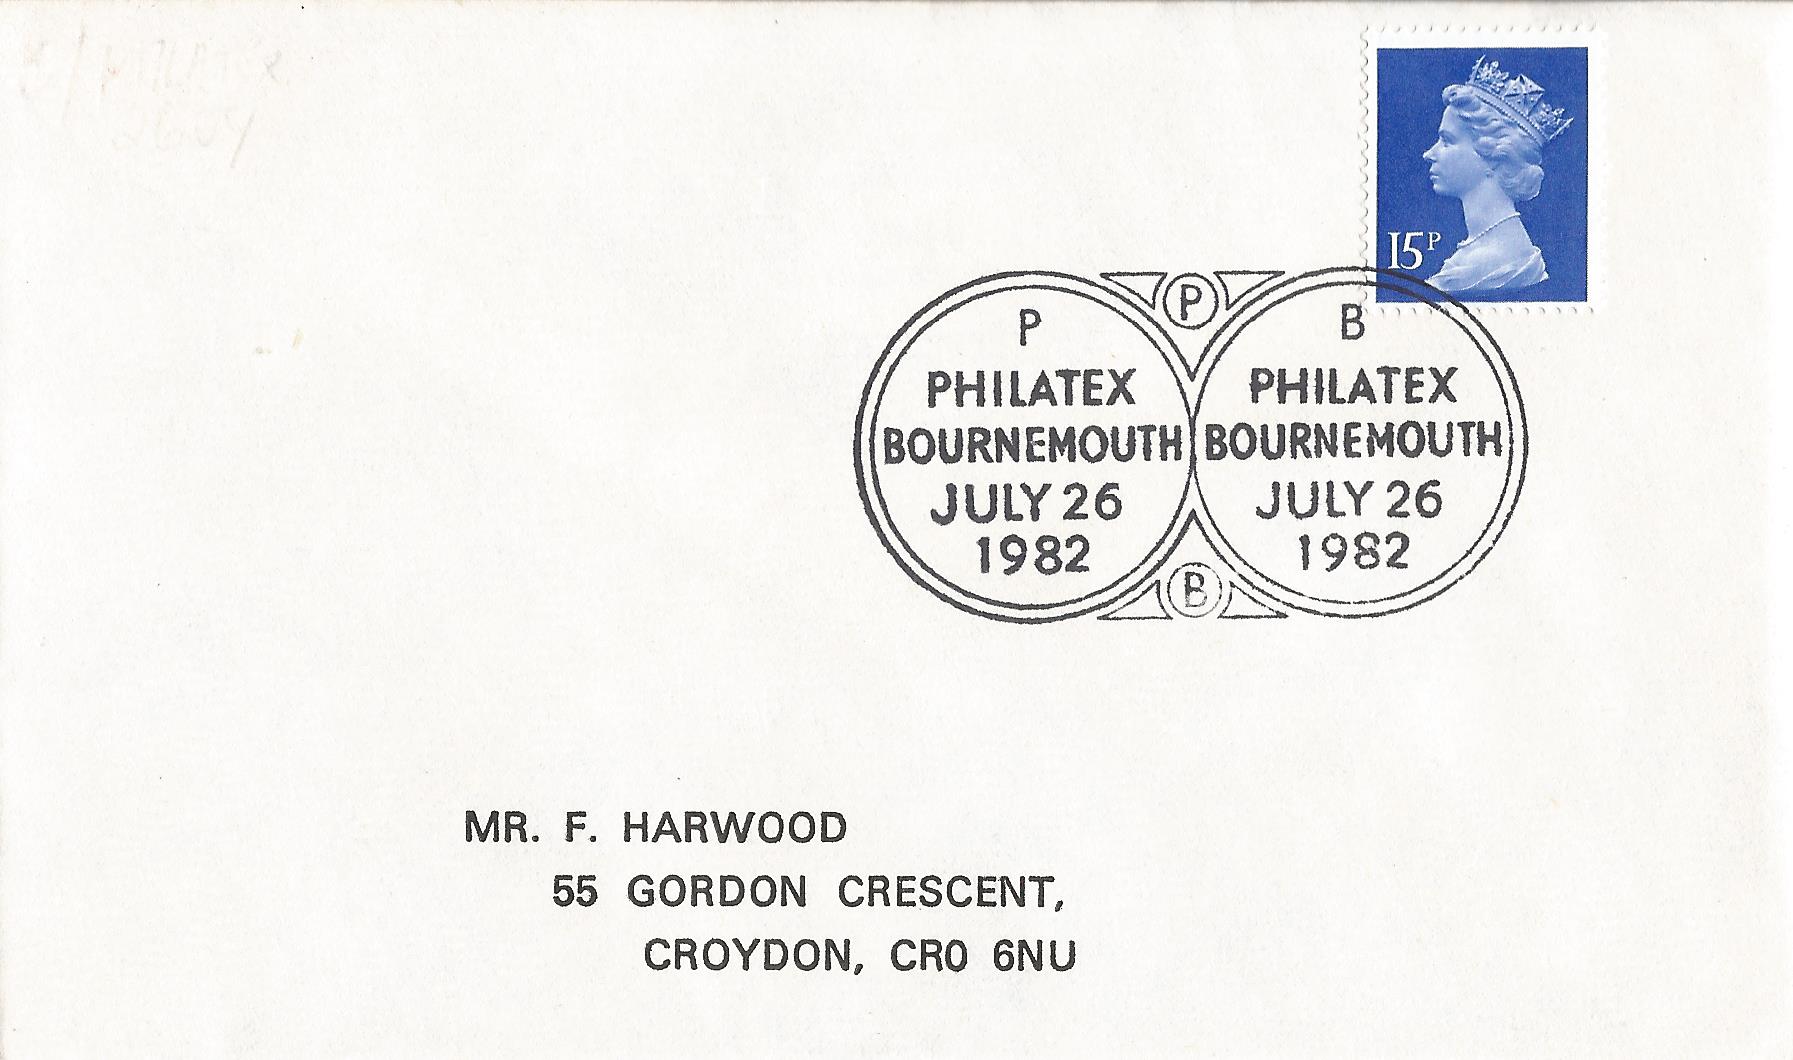 15P
P
P
B
PHILATEX
BOURNEMOUTH
JULY 26
1982
PHILATEX
BOURNEMOUTH
JULY 26
1982
B
MR. F. HARWOOD
55 GORDON CRESCENT,
CROYDON, CR0 6NU